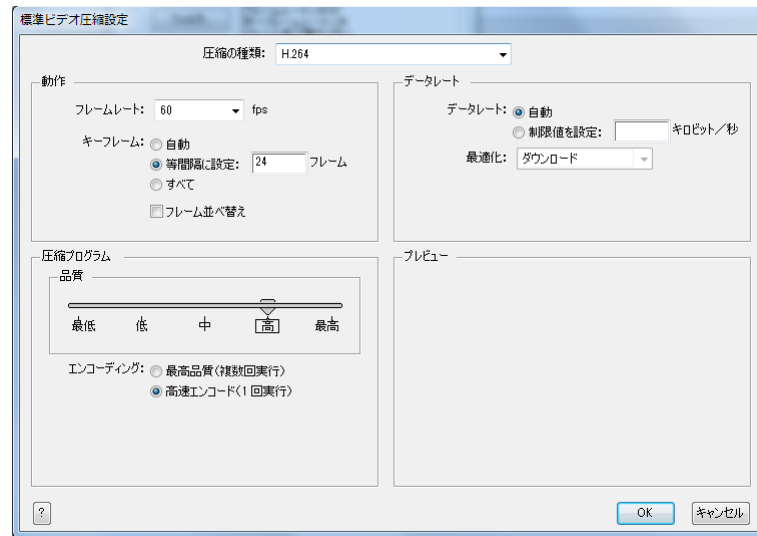 標準ビデオ圧縮設定
圧縮の種類: H.264
動作
フレームレート: 60 fps
キーフレーム: 自動
等間隔に設定: 24 フレーム
すべて
フレーム並べ替え
データレート
データレート: 自動
制限値を設定: キロビット／秒
最適化: ダウンロード
圧縮プログラム
品質
最低 低 中 高 最高
エンコーディング: 最高品質(複数回実行)
高速エンコード(1回実行)
プレビュー
?
OK
キャンセル